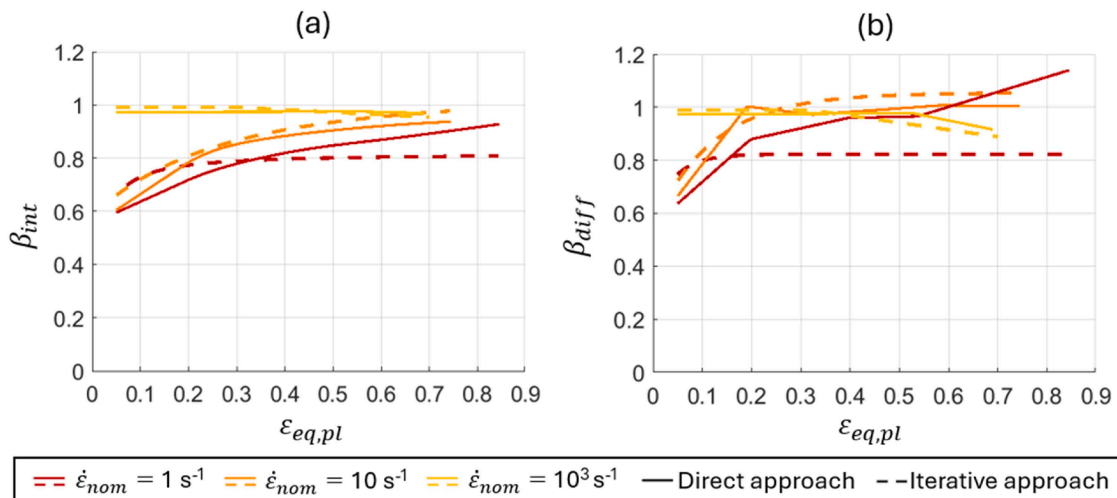 (a)
1.2
1
0.8
0.6
0.4
0.2
0
β_int
0 0.1 0.2 0.3 0.4 0.5 0.6 0.7 0.8 0.9
ε_eq,pl
(b)
1.2
1
0.8
0.6
0.4
0.2
0
β_diff
0 0.1 0.2 0.3 0.4 0.5 0.6 0.7 0.8 0.9
ε_eq,pl
ε̇_nom = 1 s⁻¹ ε̇_nom = 10 s⁻¹ ε̇_nom = 10³ s⁻¹ Direct approach Iterative approach